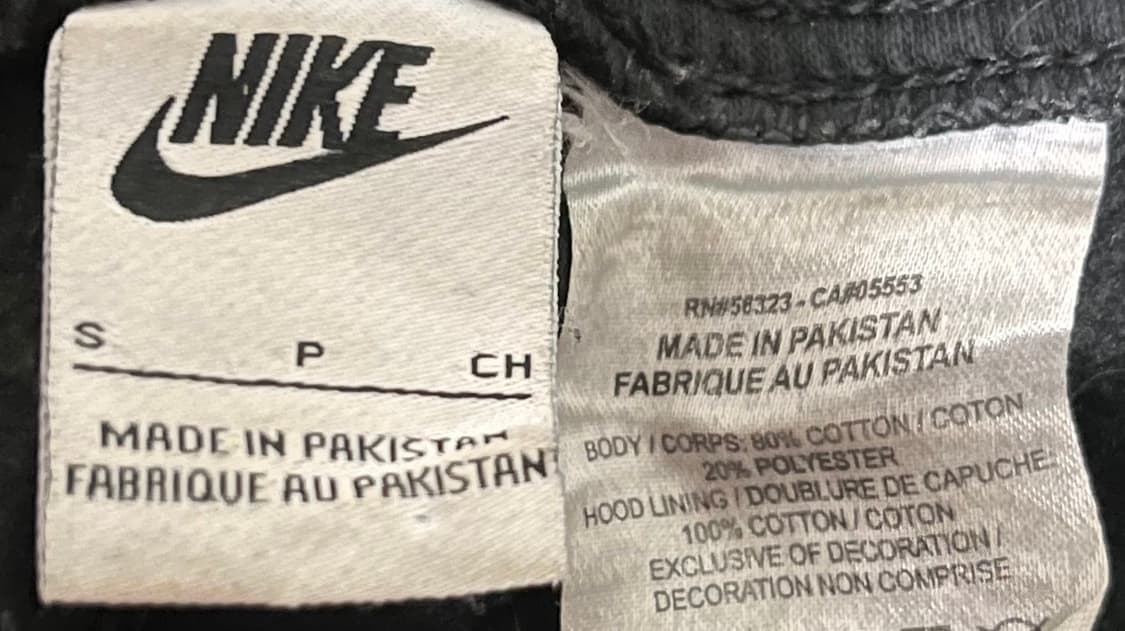 NIKE
S P CH
MADE IN PAKISTAN
FABRIQUE AU PAKISTAN
RN#56323 - CA#05553
MADE IN PAKISTAN
FABRIQUE AU PAKISTAN
BODY / CORPS: 80% COTTON / COTON
20% POLYESTER
HOOD LINING / DOUBLURE DE CAPUCHE:
100% COTTON / COTON
EXCLUSIVE OF DECORATION /
DECORATION NON COMPRISE